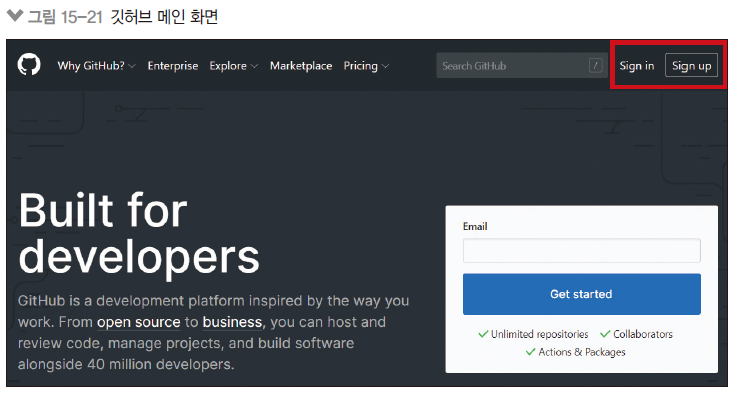 그림 15-21 깃허브 메인 화면
Why GitHub? Enterprise Explore Marketplace Pricing Search GitHub / Sign in Sign up
Built for
developers
GitHub is a development platform inspired by the way you
work. From open source to business, you can host and
review code, manage projects, and build software
alongside 40 million developers.
Email
Get started
Unlimited repositories Collaborators
Actions & Packages